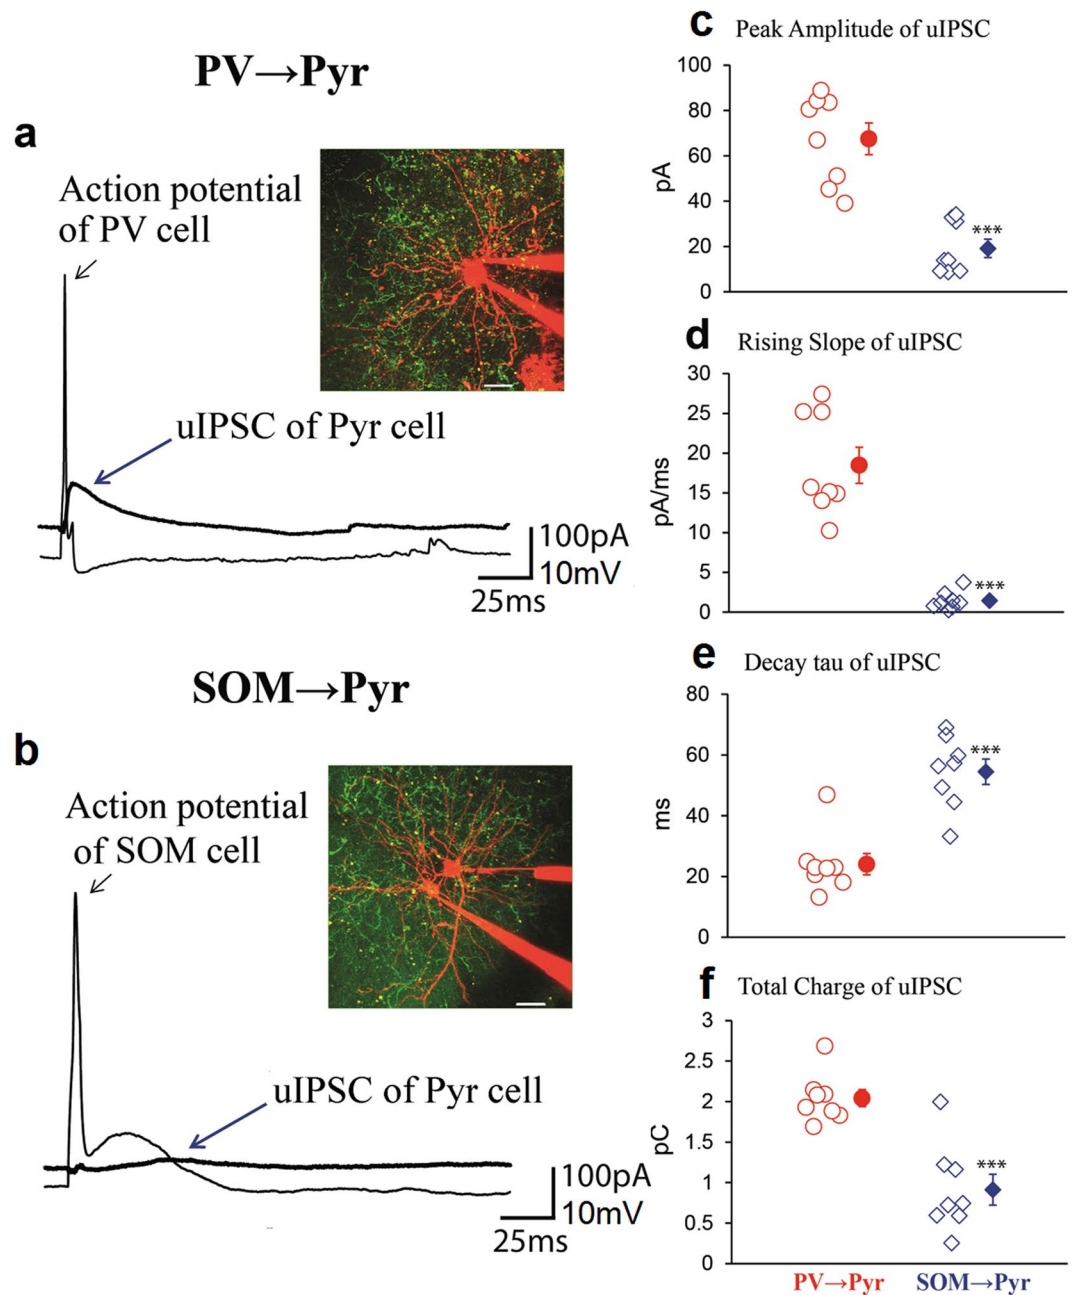 PV→Pyr
a
Action potential
of PV cell
uIPSC of Pyr cell
100pA
10mV
25ms
SOM→Pyr
b
Action potential
of SOM cell
uIPSC of Pyr cell
100pA
10mV
25ms
c Peak Amplitude of uIPSC
100
80
60
40
20
0
pA
***
d Rising Slope of uIPSC
30
25
20
15
10
5
0
pA/ms
***
e Decay tau of uIPSC
80
60
40
20
0
ms
***
f Total Charge of uIPSC
3
2.5
2
1.5
1
0.5
0
pC
***
PV→Pyr SOM→Pyr